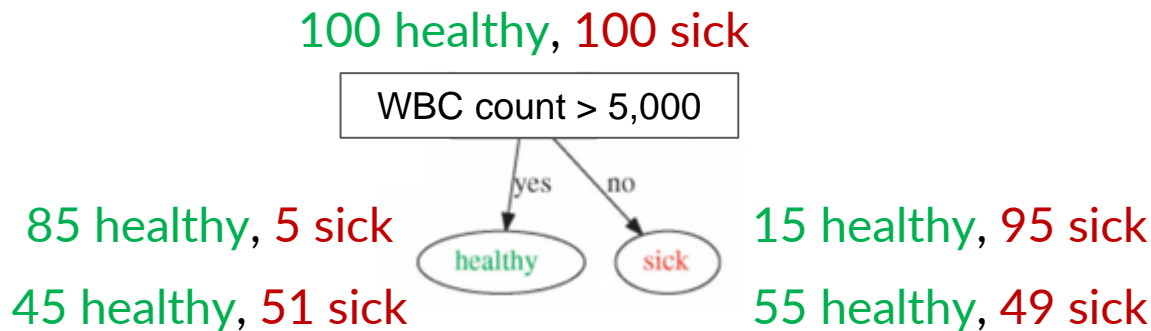 100 healthy, 100 sick
WBC count > 5,000
yes no
85 healthy, 5 sick
healthy sick
15 healthy, 95 sick
45 healthy, 51 sick
55 healthy, 49 sick